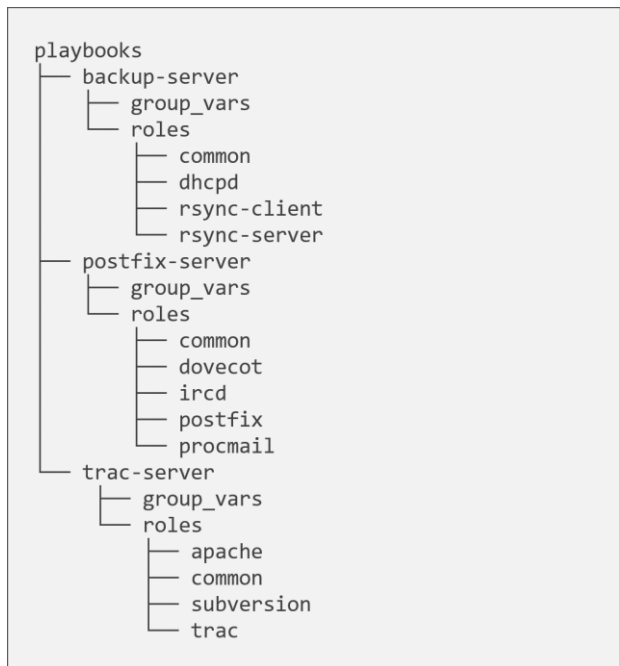 playbooks
backup-server
group_vars
roles
common
dhcpd
rsync-client
rsync-server
postfix-server
group_vars
roles
common
dovecot
ircd
postfix
procmail
trac-server
group_vars
roles
apache
common
subversion
trac